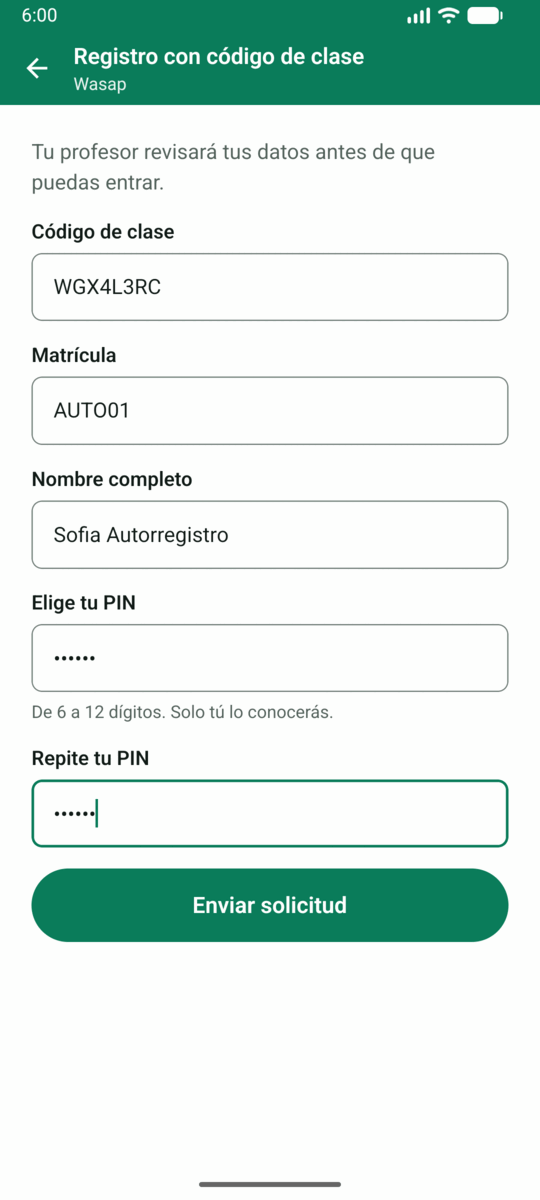 6:00
Registro con código de clase
Wasap
Tu profesor revisará tus datos antes de que
puedas entrar.
Código de clase
WGX4L3RC
Matrícula
AUTO01
Nombre completo
Sofia Autorregistro
Elige tu PIN
••••••
De 6 a 12 dígitos. Solo tú lo conocerás.
Repite tu PIN
••••••
Enviar solicitud